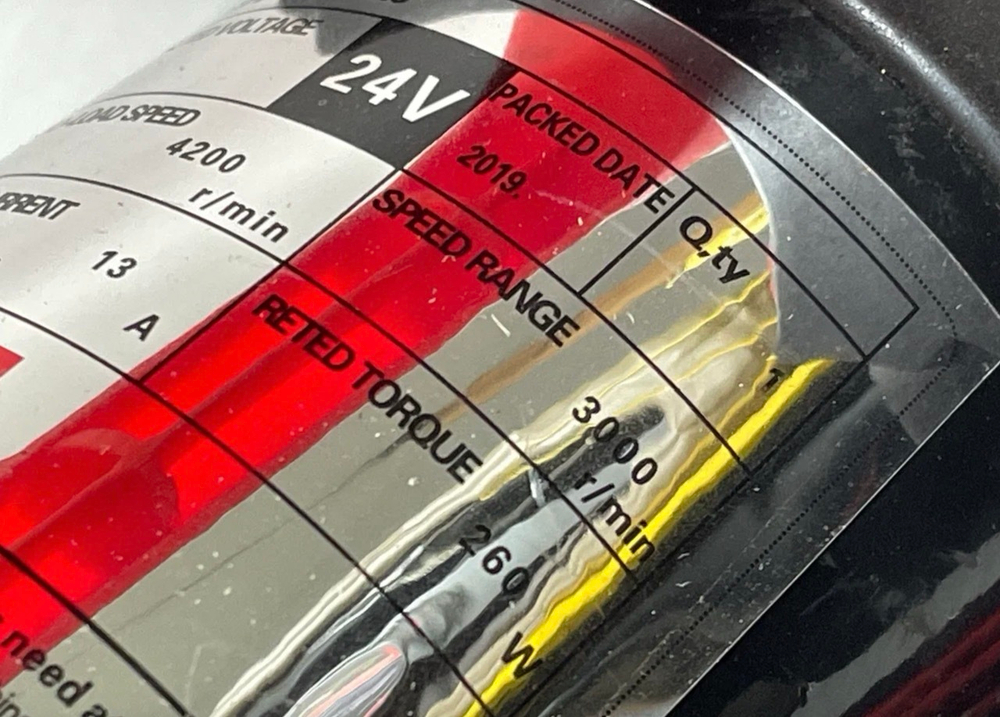 VOLTAGE
24V
PACKED DATE
2019.
Q,ty
1
LOAD SPEED
4200
r/min
SPEED RANGE
3000
r/min
13
A
RETED TORQUE
260
W
need